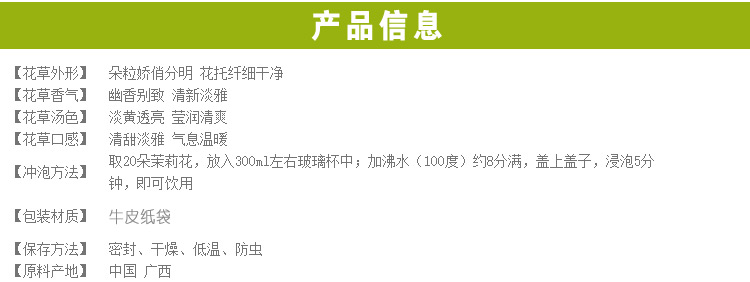 产品信息
【花草外形】 朵粒娇俏分明 花托纤细干净
【花草香气】 幽香别致 清新淡雅
【花草汤色】 淡黄透亮 莹润清爽
【花草口感】 清甜淡雅 气息温暖
【冲泡方法】 取20朵茉莉花，放入300ml左右玻璃杯中；加沸水（100度）约8分满，盖上盖子，浸泡5分
钟，即可饮用
【包装材质】 牛皮纸袋
【保存方法】 密封、干燥、低温、防虫
【原料产地】 中国 广西